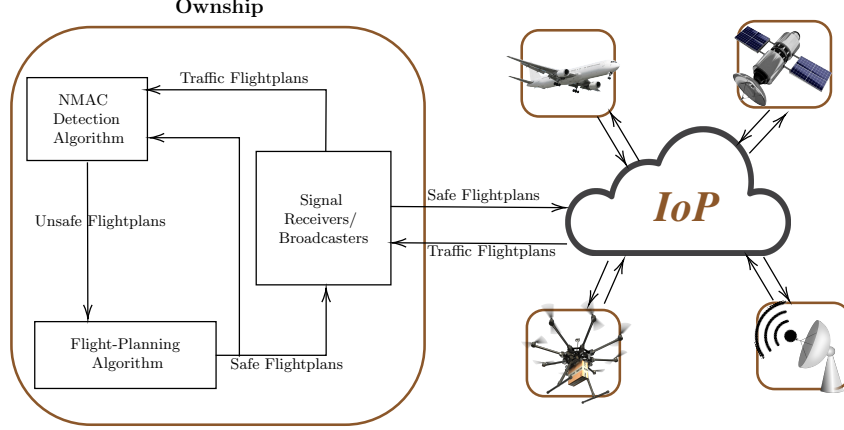 Ownship
Traffic Flightplans
NMAC
Detection
Algorithm
Unsafe Flightplans
Signal
Receivers/
Broadcasters
Flight-Planning
Algorithm
Safe Flightplans
Safe Flightplans
Traffic Flightplans
IoP